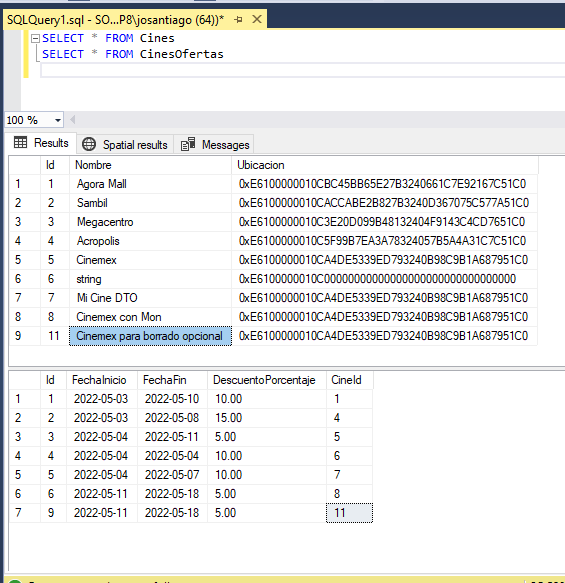 SQLQuery1.sql - SO...P8\josantiago (64))*
SELECT * FROM Cines
SELECT * FROM CinesOfertas
100 %
Results Spatial results Messages
Id Nombre Ubicacion
1 1 Agora Mall 0xE6100000010CBC45BB65E27B3240661C7E92167C51C0
2 2 Sambil 0xE6100000010CACCABE2B827B3240D367075C577A51C0
3 3 Megacentro 0xE6100000010C3E20D099B48132404F9143C4CD7651C0
4 4 Acropolis 0xE6100000010C5F99B7EA3A78324057B5A4A31C7C51C0
5 5 Cinemex 0xE6100000010CA4DE5339ED793240B98C9B1A687951C0
6 6 string 0xE6100000010C00000000000000000000000000000000
7 7 Mi Cine DTO 0xE6100000010CA4DE5339ED793240B98C9B1A687951C0
8 8 Cinemex con Mon 0xE6100000010CA4DE5339ED793240B98C9B1A687951C0
9 11 Cinemex para borrado opcional 0xE6100000010CA4DE5339ED793240B98C9B1A687951C0
Id FechaInicio FechaFin DescuentoPorcentaje CineId
1 1 2022-05-03 2022-05-10 10.00 1
2 2 2022-05-03 2022-05-08 15.00 4
3 3 2022-05-04 2022-05-11 5.00 5
4 4 2022-05-04 2022-05-04 10.00 6
5 5 2022-05-04 2022-05-07 10.00 7
6 6 2022-05-11 2022-05-18 5.00 8
7 9 2022-05-11 2022-05-18 5.00 11